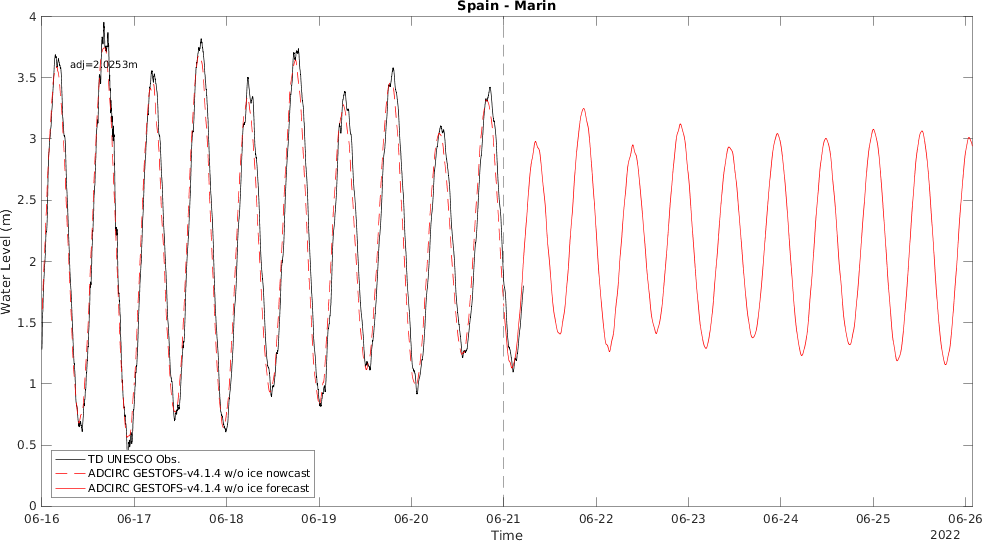 Spain - Marin
4
3.5
3
2.5
2
1.5
1
0.5
0
Water Level (m)
adj=2.0253m
TD UNESCO Obs.
ADCIRC GESTOFS-v4.1.4 w/o ice nowcast
ADCIRC GESTOFS-v4.1.4 w/o ice forecast
06-16 06-17 06-18 06-19 06-20 06-21 06-22 06-23 06-24 06-25 06-26
Time
2022